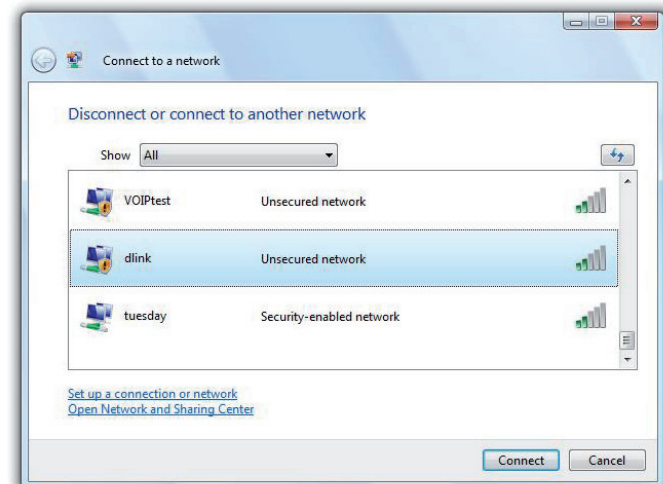 Connect to a network
Disconnect or connect to another network
Show All
VOIPtest Unsecured network
dlink Unsecured network
tuesday Security-enabled network
Set up a connection or network
Open Network and Sharing Center
Connect Cancel